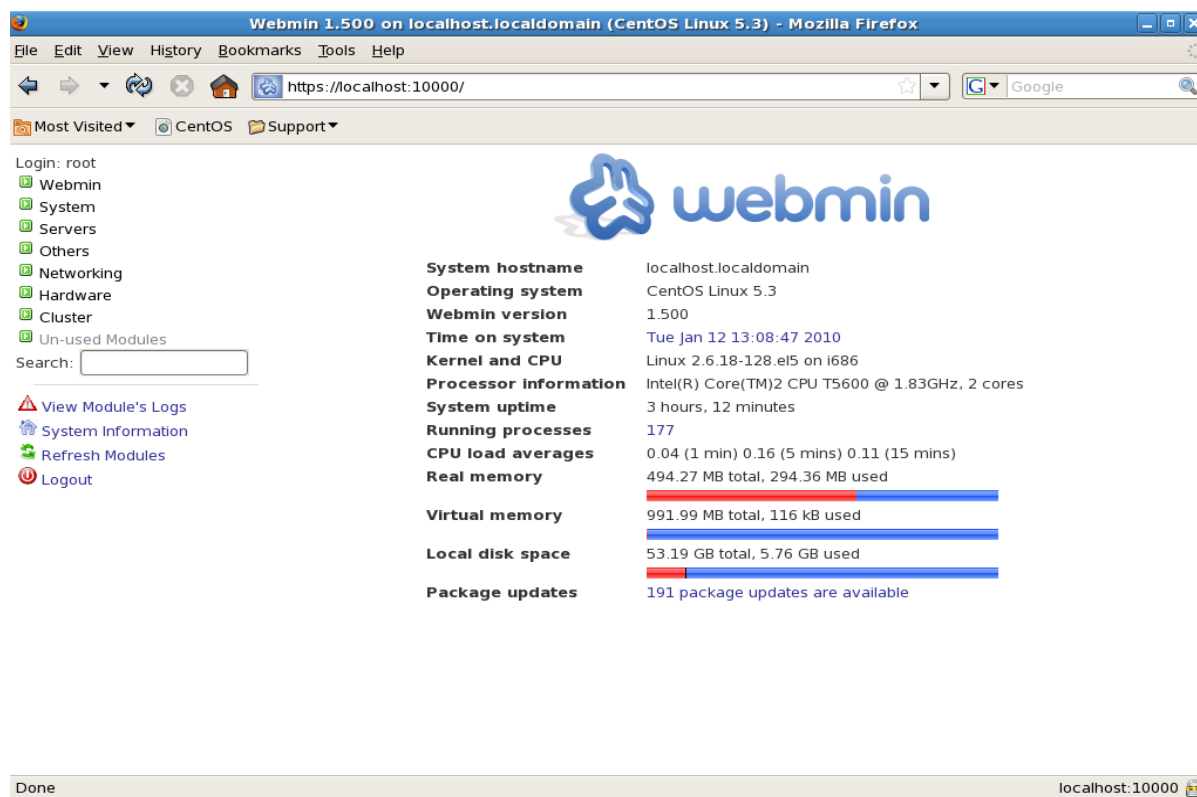 Webmin 1.500 on localhost.localdomain (CentOS Linux 5.3) - Mozilla Firefox
File Edit View History Bookmarks Tools Help
https://localhost:10000/
G Google
Most Visited CentOS Support
Login: root
Webmin
System
Servers
Others
Networking
Hardware
Cluster
Un-used Modules
Search:
View Module's Logs
System Information
Refresh Modules
Logout
webmin
System hostname localhost.localdomain
Operating system CentOS Linux 5.3
Webmin version 1.500
Time on system Tue Jan 12 13:08:47 2010
Kernel and CPU Linux 2.6.18-128.el5 on i686
Processor information Intel(R) Core(TM)2 CPU T5600 @ 1.83GHz, 2 cores
System uptime 3 hours, 12 minutes
Running processes 177
CPU load averages 0.04 (1 min) 0.16 (5 mins) 0.11 (15 mins)
Real memory 494.27 MB total, 294.36 MB used
Virtual memory 991.99 MB total, 116 kB used
Local disk space 53.19 GB total, 5.76 GB used
Package updates 191 package updates are available
Done localhost:10000